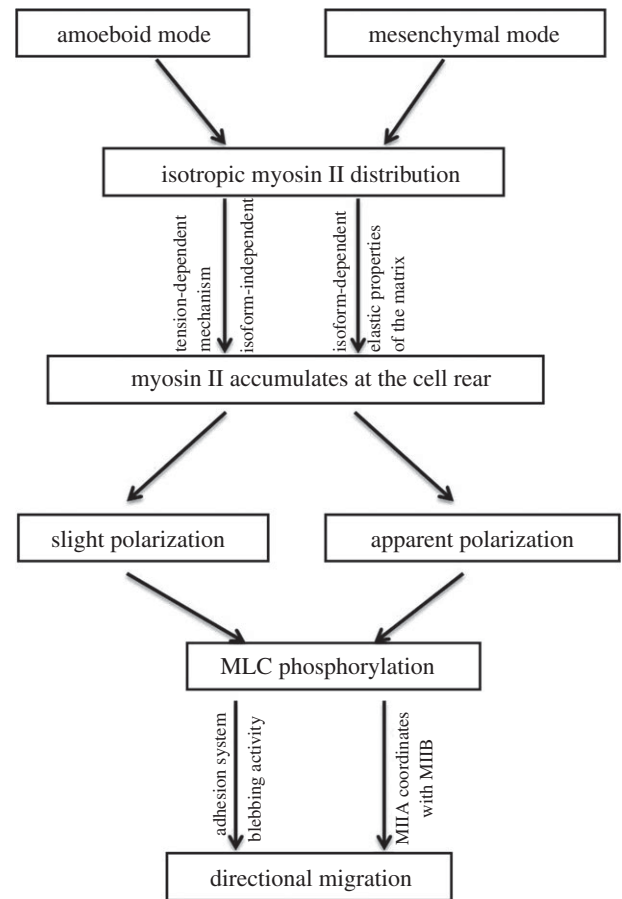 amoeboid mode
mesenchymal mode
isotropic myosin II distribution
tension-dependent
mechanism
isoform-independent
isoform-dependent
elastic properties
of the matrix
myosin II accumulates at the cell rear
slight polarization
apparent polarization
MLC phosphorylation
adhesion system
blebbing activity
MIIA coordinates
with MIIB
directional migration